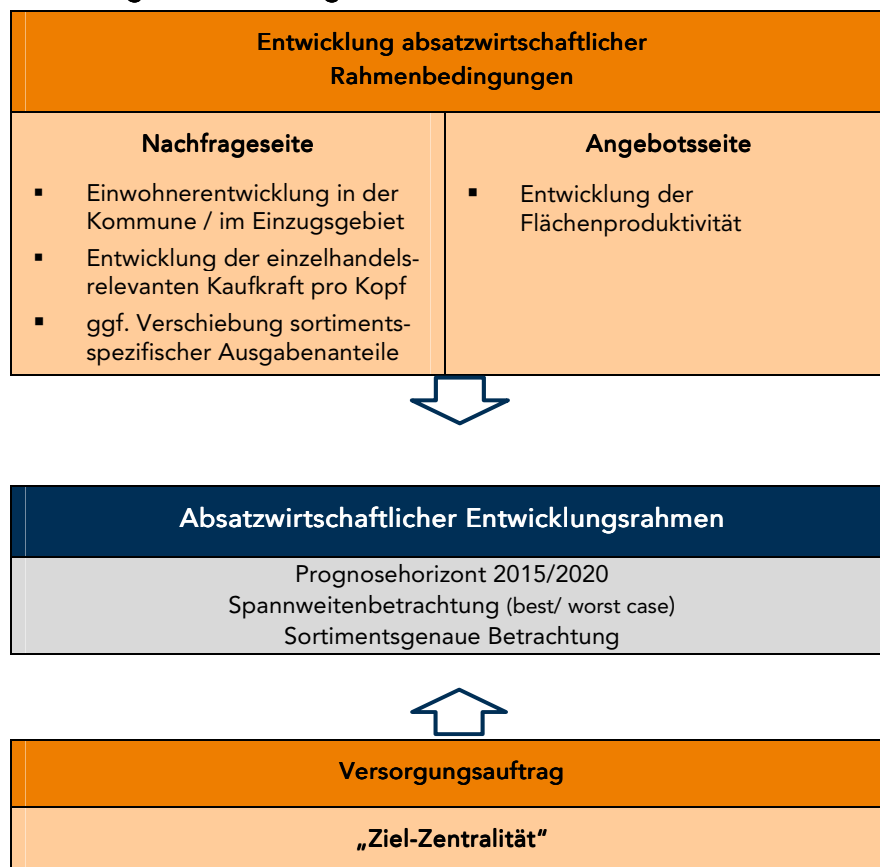 Entwicklung absatzwirtschaftlicher
Rahmenbedingungen
Nachfrageseite
▪ Einwohnerentwicklung in der
Kommune / im Einzugsgebiet
▪ Entwicklung der einzelhandels-
relevanten Kaufkraft pro Kopf
▪ ggf. Verschiebung sortiments-
spezifischer Ausgabenanteile
Angebotsseite
▪ Entwicklung der
Flächenproduktivität
Absatzwirtschaftlicher Entwicklungsrahmen
Prognosehorizont 2015/2020
Spannweitenbetrachtung (best/ worst case)
Sortimentsgenaue Betrachtung
Versorgungsauftrag
„Ziel-Zentralität“